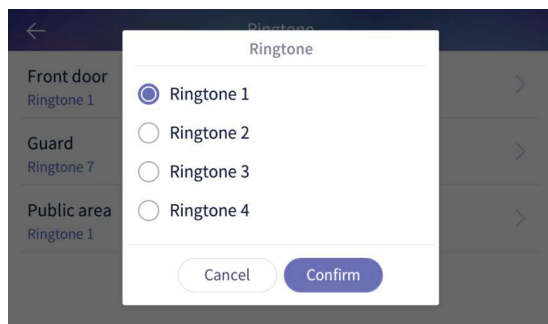 Ringtone
Ringtone
Front door
Ringtone 1
Guard
Ringtone 7
Public area
Ringtone 1
Ringtone 1
Ringtone 2
Ringtone 3
Ringtone 4
Cancel
Confirm